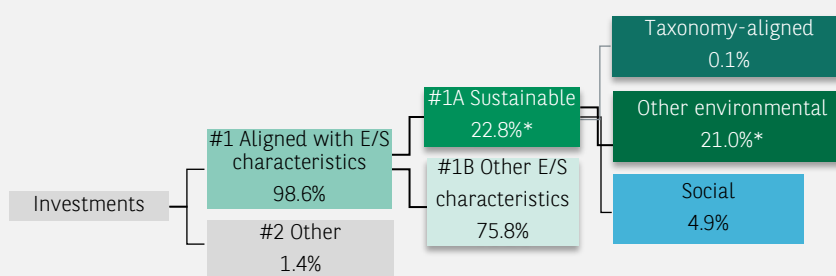 Investments
#1 Aligned with E/S
characteristics
98.6%
#2 Other
1.4%
#1A Sustainable
22.8%*
#1B Other E/S
characteristics
75.8%
Taxonomy-aligned
0.1%
Other environmental
21.0%*
Social
4.9%